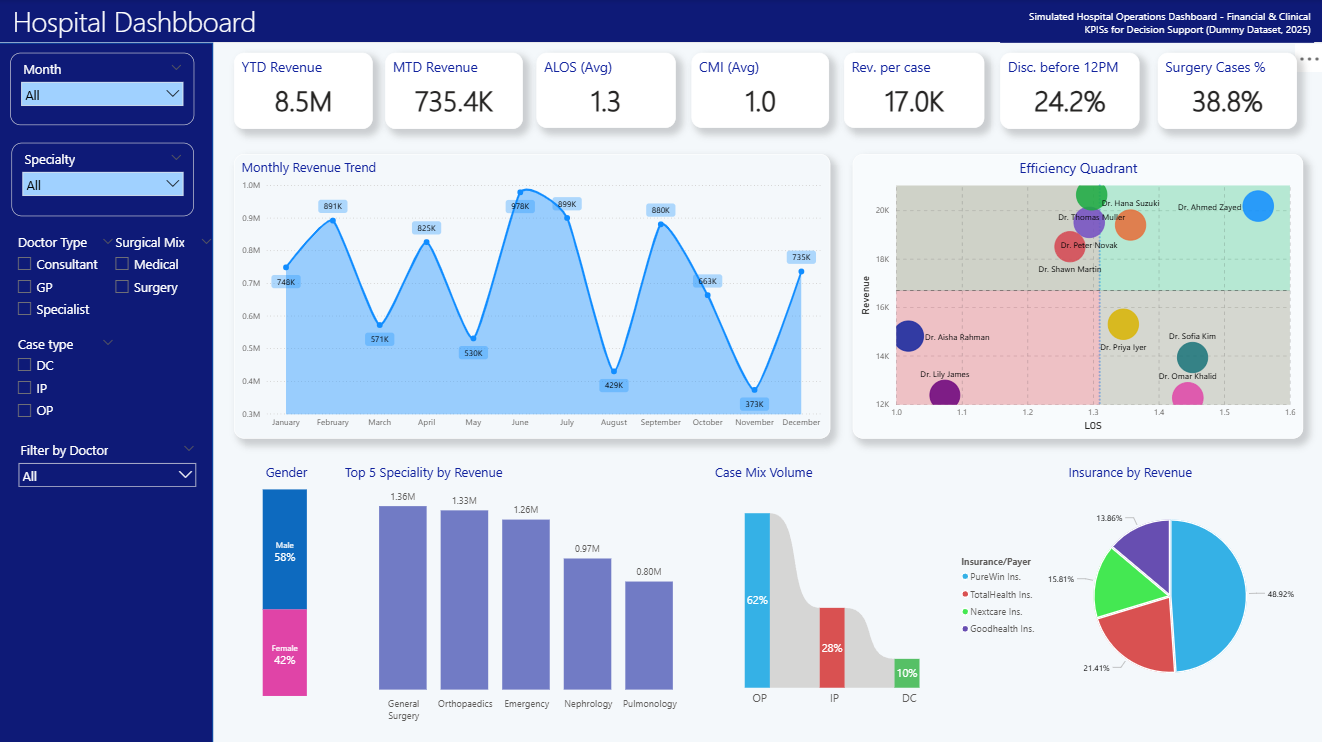 Hospital Dashbboard
Simulated Hospital Operations Dashboard - Financial & Clinical
KPISs for Decision Support (Dummy Dataset, 2025)
Month
All
Specialty
All
Doctor Type
Consultant
GP
Specialist
Surgical Mix
Medical
Surgery
Case type
DC
IP
OP
Filter by Doctor
All
YTD Revenue
8.5M
MTD Revenue
735.4K
ALOS (Avg)
1.3
CMI (Avg)
1.0
Rev. per case
17.0K
Disc. before 12PM
24.2%
Surgery Cases %
38.8%
Monthly Revenue Trend
1.0M
0.9M
0.8M
0.7M
0.6M
0.5M
0.4M
0.3M
748K
891K
571K
825K
530K
978K
899K
429K
880K
663K
373K
735K
January
February
March
April
May
June
July
August
September
October
November
December
Efficiency Quadrant
Revenue
20K
18K
16K
14K
12K
Dr. Hana Suzuki
Dr. Ahmed Zayed
Dr. Thomas Muller
Dr. Peter Novak
Dr. Shawn Martin
Dr. Aisha Rahman
Dr. Priya Iyer
Dr. Sofia Kim
Dr. Lily James
Dr. Omar Khalid
1.0
1.1
1.2
1.3
1.4
1.5
1.6
LOS
Gender
Male
58%
Female
42%
Top 5 Speciality by Revenue
1.36M
1.33M
1.26M
0.97M
0.80M
General
Surgery
Orthopaedics
Emergency
Nephrology
Pulmonology
Case Mix Volume
62%
28%
10%
OP
IP
DC
Insurance by Revenue
Insurance/Payer
PureWin Ins.
TotalHealth Ins.
Nextcare Ins.
Goodhealth Ins.
13.86%
15.81%
48.92%
21.41%